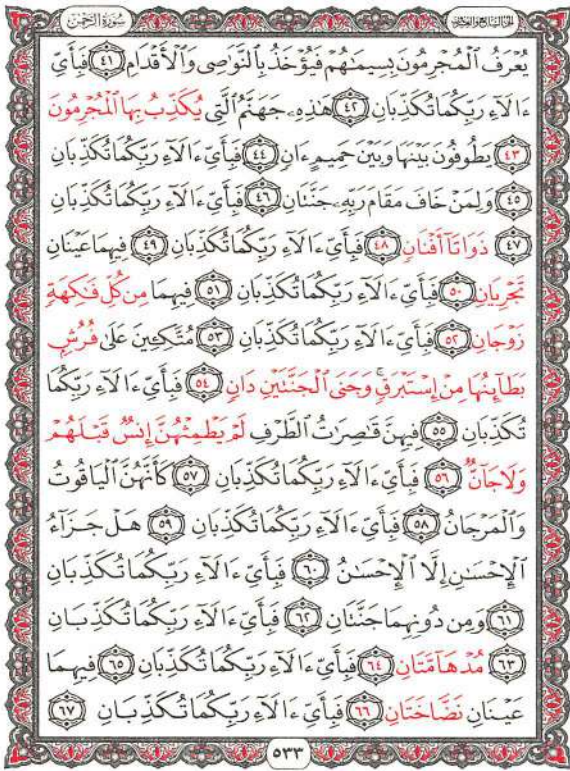 سُورَةُ الرَّحْمٰن
الجزء السابع والعشرون
يُعْرَفُ ٱلْمُجْرِمُونَ بِسِيمَٰهُمْ فَيُؤْخَذُ بِٱلنَّوَٰصِى وَٱلْأَقْدَامِ ٤١ فَبِأَىِّ
ءَالَآءِ رَبِّكُمَا تُكَذِّبَانِ ٤٢ هَٰذِهِۦ جَهَنَّمُ ٱلَّتِى يُكَذِّبُ بِهَا ٱلْمُجْرِمُونَ
٤٣ يَطُوفُونَ بَيْنَهَا وَبَيْنَ حَمِيمٍ ءَانٍ ٤٤ فَبِأَىِّ ءَالَآءِ رَبِّكُمَا تُكَذِّبَانِ
٤٥ وَلِمَنْ خَافَ مَقَامَ رَبِّهِۦ جَنَّتَانِ ٤٦ فَبِأَىِّ ءَالَآءِ رَبِّكُمَا تُكَذِّبَانِ
٤٧ ذَوَاتَآ أَفْنَانٍ ٤٨ فَبِأَىِّ ءَالَآءِ رَبِّكُمَا تُكَذِّبَانِ ٤٩ فِيهِمَا عَيْنَانِ
تَجْرِيَانِ ٥٠ فَبِأَىِّ ءَالَآءِ رَبِّكُمَا تُكَذِّبَانِ ٥١ فِيهِمَا مِن كُلِّ فَٰكِهَةٍ
زَوْجَانِ ٥٢ فَبِأَىِّ ءَالَآءِ رَبِّكُمَا تُكَذِّبَانِ ٥٣ مُتَّكِـِٔينَ عَلَىٰ فُرُشٍۭ
بَطَآئِنُهَا مِنْ إِسْتَبْرَقٍ ۚ وَجَنَى ٱلْجَنَّتَيْنِ دَانٍ ٥٤ فَبِأَىِّ ءَالَآءِ رَبِّكُمَا
تُكَذِّبَانِ ٥٥ فِيهِنَّ قَٰصِرَٰتُ ٱلطَّرْفِ لَمْ يَطْمِثْهُنَّ إِنسٌ قَبْلَهُمْ
وَلَا جَآنٌّ ٥٦ فَبِأَىِّ ءَالَآءِ رَبِّكُمَا تُكَذِّبَانِ ٥٧ كَأَنَّهُنَّ ٱلْيَاقُوتُ
وَٱلْمَرْجَانُ ٥٨ فَبِأَىِّ ءَالَآءِ رَبِّكُمَا تُكَذِّبَانِ ٥٩ هَلْ جَزَآءُ
ٱلْإِحْسَٰنِ إِلَّا ٱلْإِحْسَٰنُ ٦٠ فَبِأَىِّ ءَالَآءِ رَبِّكُمَا تُكَذِّبَانِ
٦١ وَمِن دُونِهِمَا جَنَّتَانِ ٦٢ فَبِأَىِّ ءَالَآءِ رَبِّكُمَا تُكَذِّبَانِ
٦٣ مُدْهَآمَّتَانِ ٦٤ فَبِأَىِّ ءَالَآءِ رَبِّكُمَا تُكَذِّبَانِ ٦٥ فِيهِمَا
عَيْنَانِ نَضَّاخَتَانِ ٦٦ فَبِأَىِّ ءَالَآءِ رَبِّكُمَا تُكَذِّبَانِ ٦٧
٥٣٣